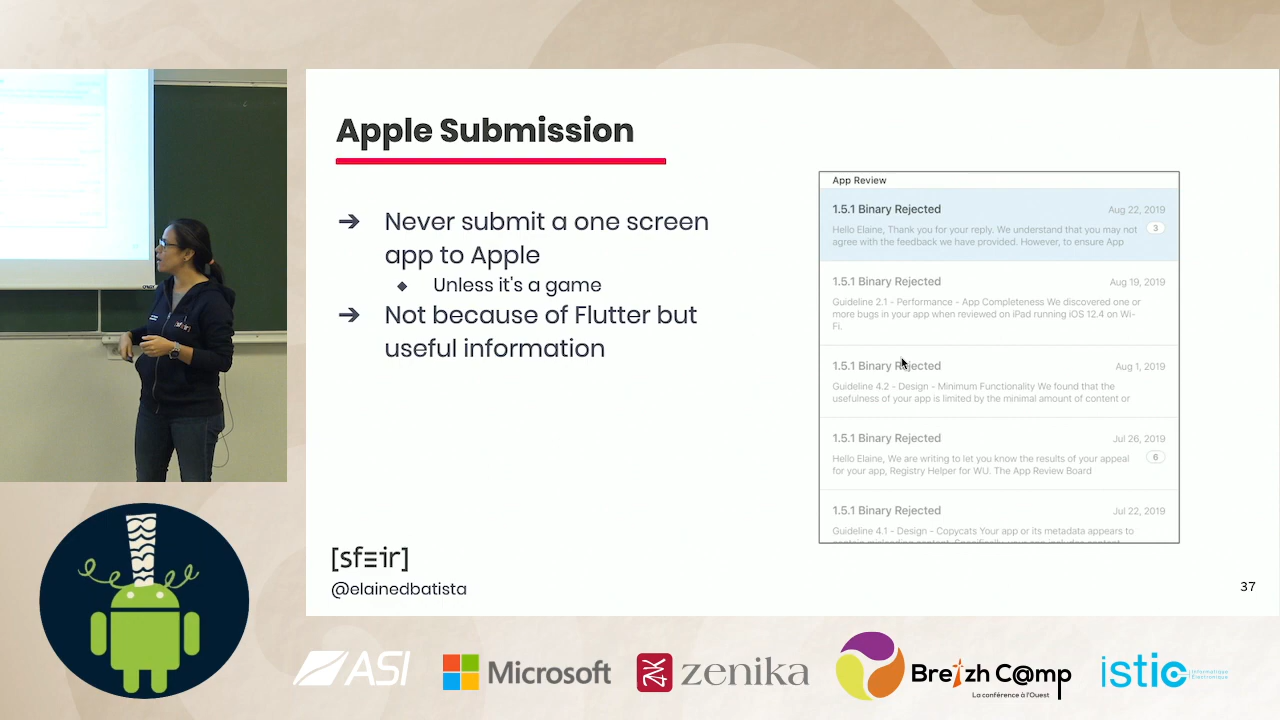 Apple Submission
➔ Never submit a one screen
app to Apple
◆ Unless it's a game
➔ Not because of Flutter but
useful information
App Review
1.5.1 Binary Rejected Aug 22, 2019
Hello Elaine, Thank you for your reply. We understand that you may not 3
agree with the feedback we have provided. However, to ensure App
1.5.1 Binary Rejected Aug 19, 2019
Guideline 2.1 - Performance - App Completeness We discovered one or
more bugs in your app when reviewed on iPad running iOS 12.4 on Wi-
Fi.
1.5.1 Binary Rejected Aug 1, 2019
Guideline 4.2 - Design - Minimum Functionality We found that the
usefulness of your app is limited by the minimal amount of content or
1.5.1 Binary Rejected Jul 26, 2019
Hello Elaine, We are writing to let you know the results of your appeal 6
for your app, Registry Helper for WU. The App Review Board
1.5.1 Binary Rejected Jul 22, 2019
Guideline 4.1 - Design - Copycats Your app or its metadata appears to
[sfeir]
@elainedbatista
37
ASI
Microsoft
zenika
Breizh C@mp
La conférence à l'Ouest
istic
Informatique
Électronique